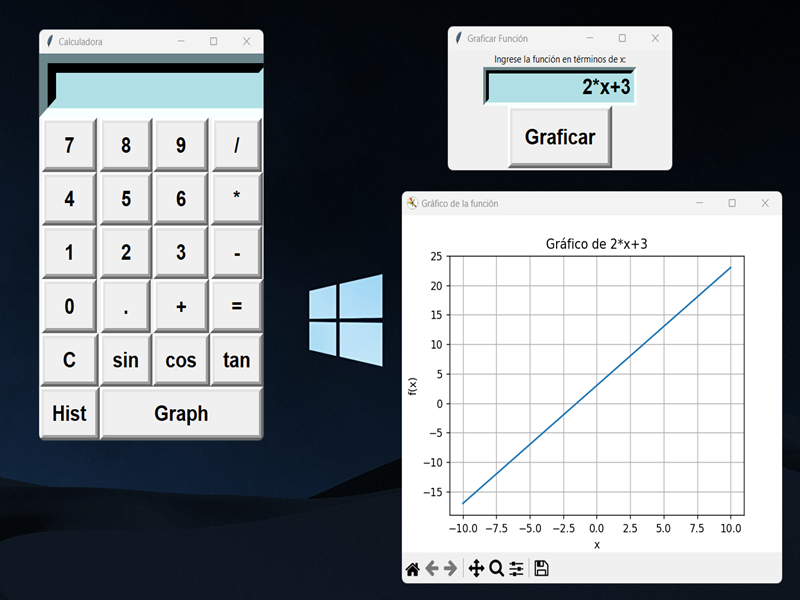 Calculadora
7 8 9 /
4 5 6 *
1 2 3 -
0 . + =
C sin cos tan
Hist Graph
Graficar Función
Ingrese la función en términos de x:
2*x+3
Graficar
Gráfico de la función
Gráfico de 2*x+3
25
20
15
10
5
0
−5
−10
−15
f(x)
−10.0 −7.5 −5.0 −2.5 0.0 2.5 5.0 7.5 10.0
x